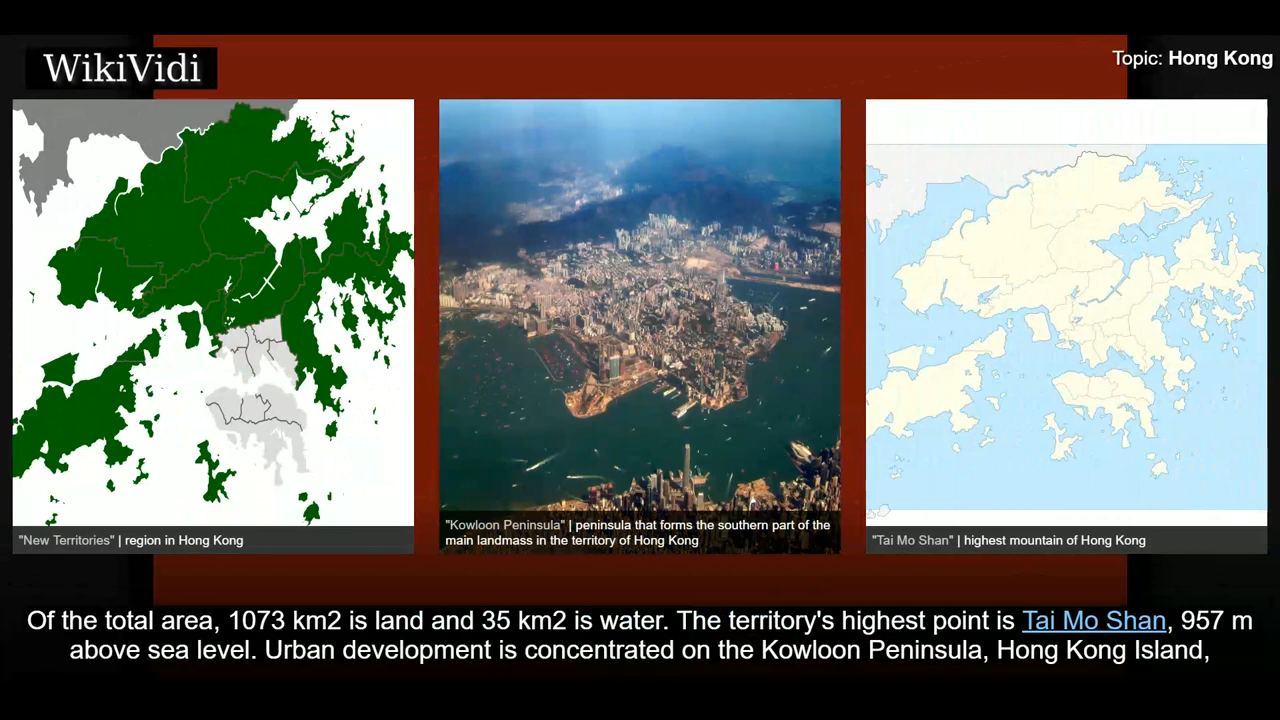 WikiVidi
Topic: Hong Kong
"New Territories" | region in Hong Kong
"Kowloon Peninsula" | peninsula that forms the southern part of the
main landmass in the territory of Hong Kong
"Tai Mo Shan" | highest mountain of Hong Kong
Of the total area, 1073 km2 is land and 35 km2 is water. The territory's highest point is Tai Mo Shan, 957 m
above sea level. Urban development is concentrated on the Kowloon Peninsula, Hong Kong Island,